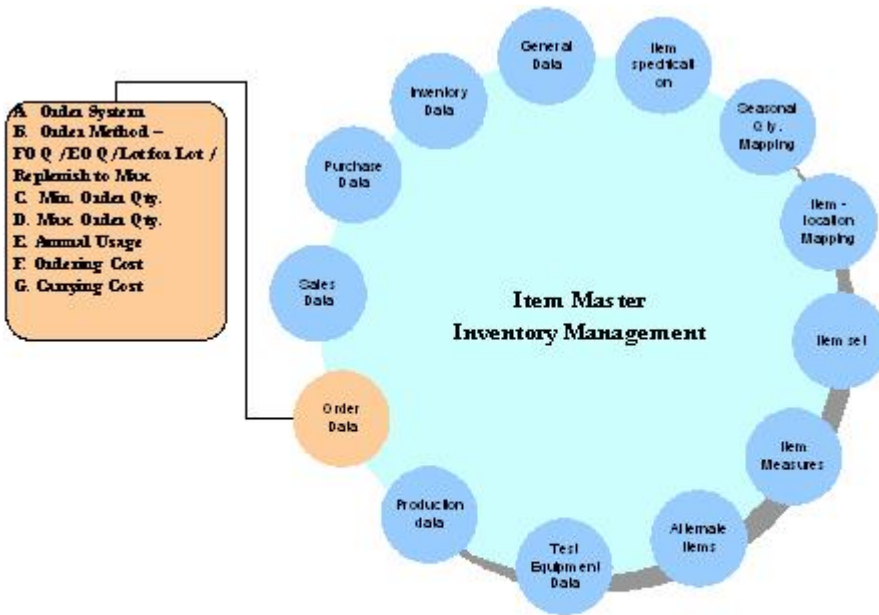 General
Data
Item
specification
Inventory
Data
Seasonal
Qty.
Mapping
A. Order System
B. Order Method –
FOQ /EOQ /Lot for Lot /
Replenish to Max
C. Min. Order Qty.
D. Max. Order Qty.
E. Annual Usage
F. Ordering Cost
G. Carrying Cost
Purchase
Data
Item -
location
Mapping
Sales
Data
Item Master
Inventory Management
Item set
Order
Data
Item
Measures
Production
data
Test
Equipment
Data
Alternate
Items